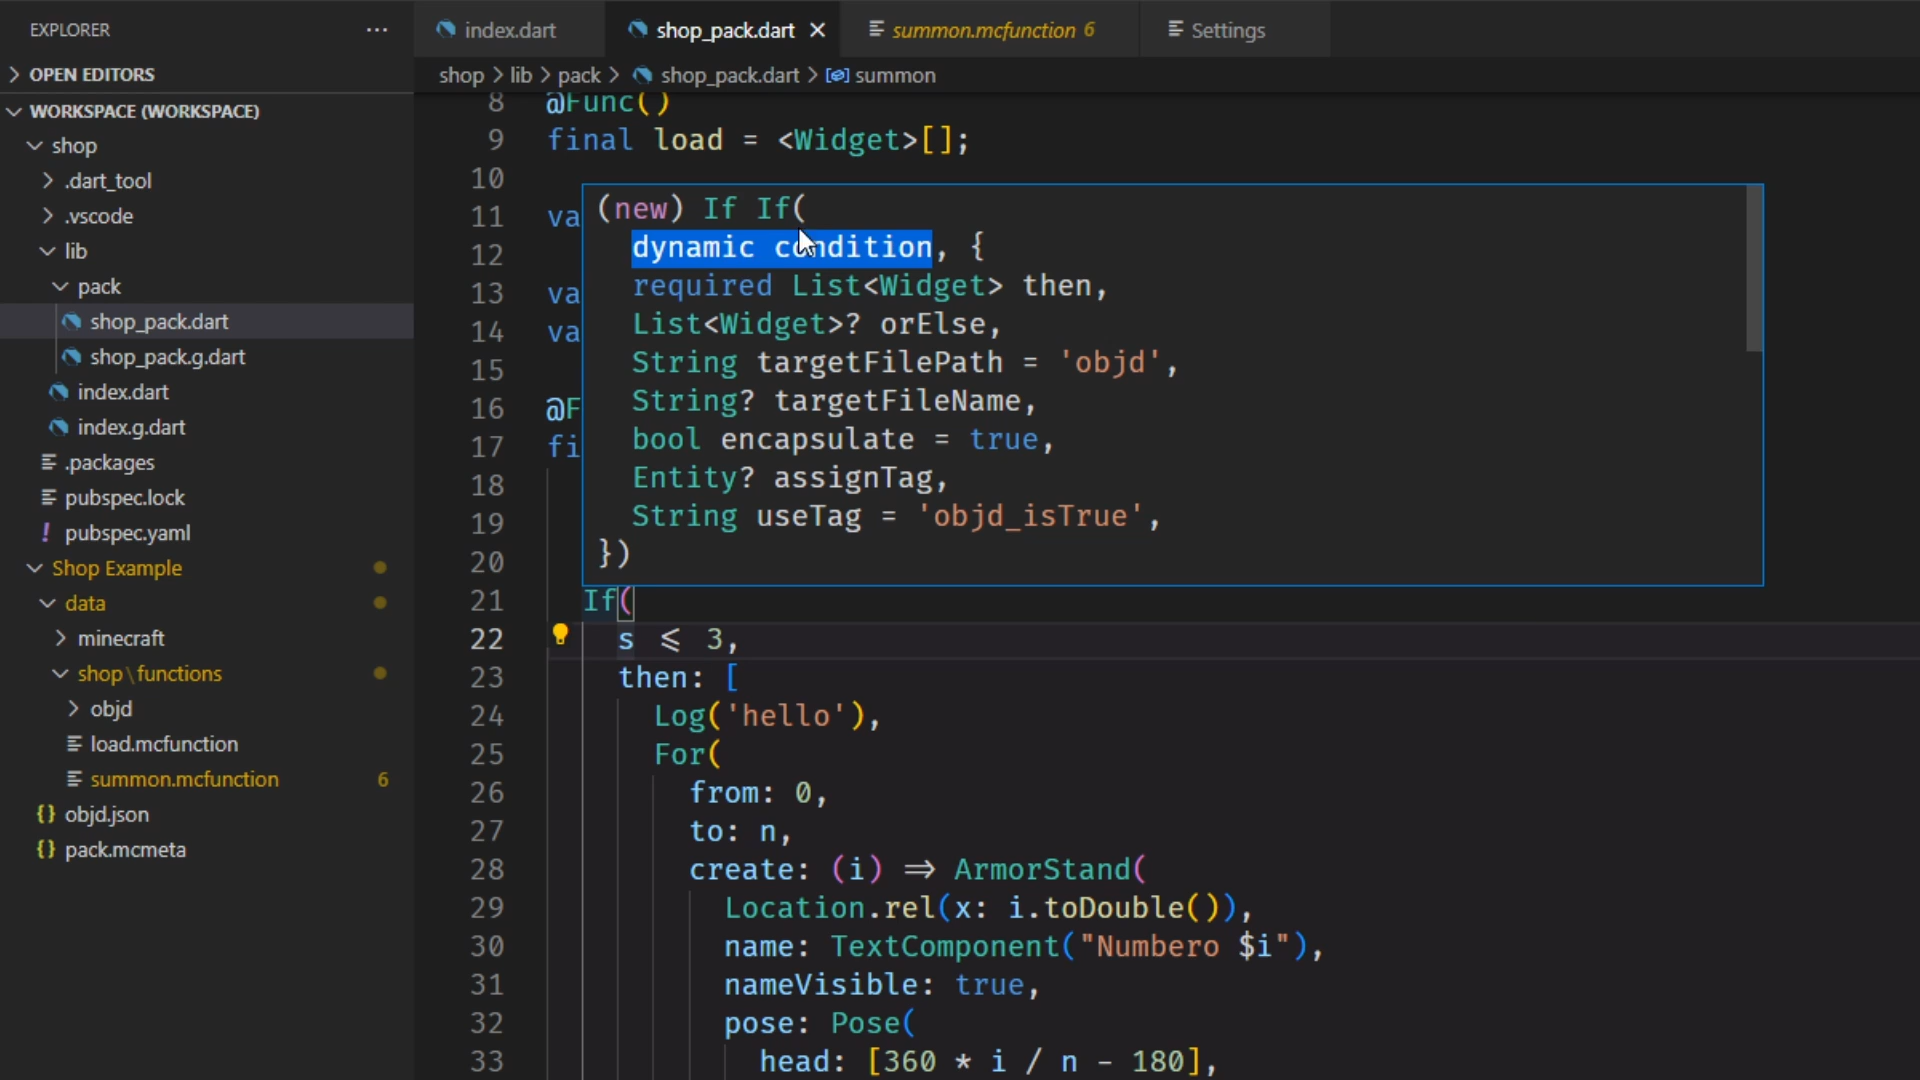 EXPLORER
OPEN EDITORS
WORKSPACE (WORKSPACE)
shop
.dart_tool
.vscode
lib
pack
shop_pack.dart
shop_pack.g.dart
index.dart
index.g.dart
.packages
pubspec.lock
pubspec.yaml
Shop Example
data
minecraft
shop\functions
objd
load.mcfunction
summon.mcfunction 6
objd.json
pack.mcmeta
index.dart
shop_pack.dart
summon.mcfunction 6
Settings
shop > lib > pack > shop_pack.dart > summon
8 @Func()
9 final load = <Widget>[];
10
11 va
12
13 va
14 va
15
16 @F
17 fi
18
19
20
(new) If If(
dynamic condition, {
required List<Widget> then,
List<Widget>? orElse,
String targetFilePath = 'objd',
String? targetFileName,
bool encapsulate = true,
Entity? assignTag,
String useTag = 'objd_isTrue',
})
21 If(
22 s ⩽ 3,
23 then: [
24 Log('hello'),
25 For(
26 from: 0,
27 to: n,
28 create: (i) ⇒ ArmorStand(
29 Location.rel(x: i.toDouble()),
30 name: TextComponent("Numbero $i"),
31 nameVisible: true,
32 pose: Pose(
33 head: [360 * i / n - 180],